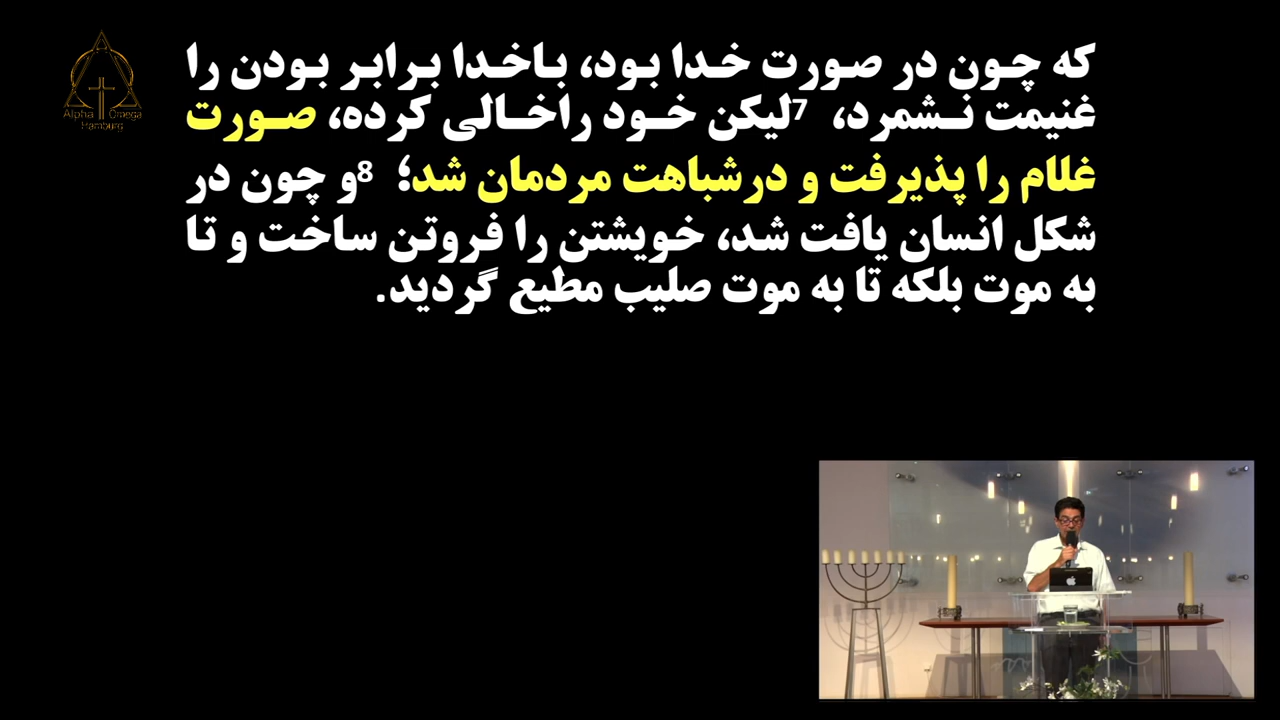 که چون در صورت خدا بود، باخدا برابر بودن را
غنیمت نشمرد، 7لیکن خود راخالی کرده، صورت
غلام را پذیرفت و درشباهت مردمان شد؛ 8و چون در
شکل انسان یافت شد، خویشتن را فروتن ساخت و تا
به موت بلکه تا به موت صلیب مطیع گردید.
Alpha Omega
Hamburg